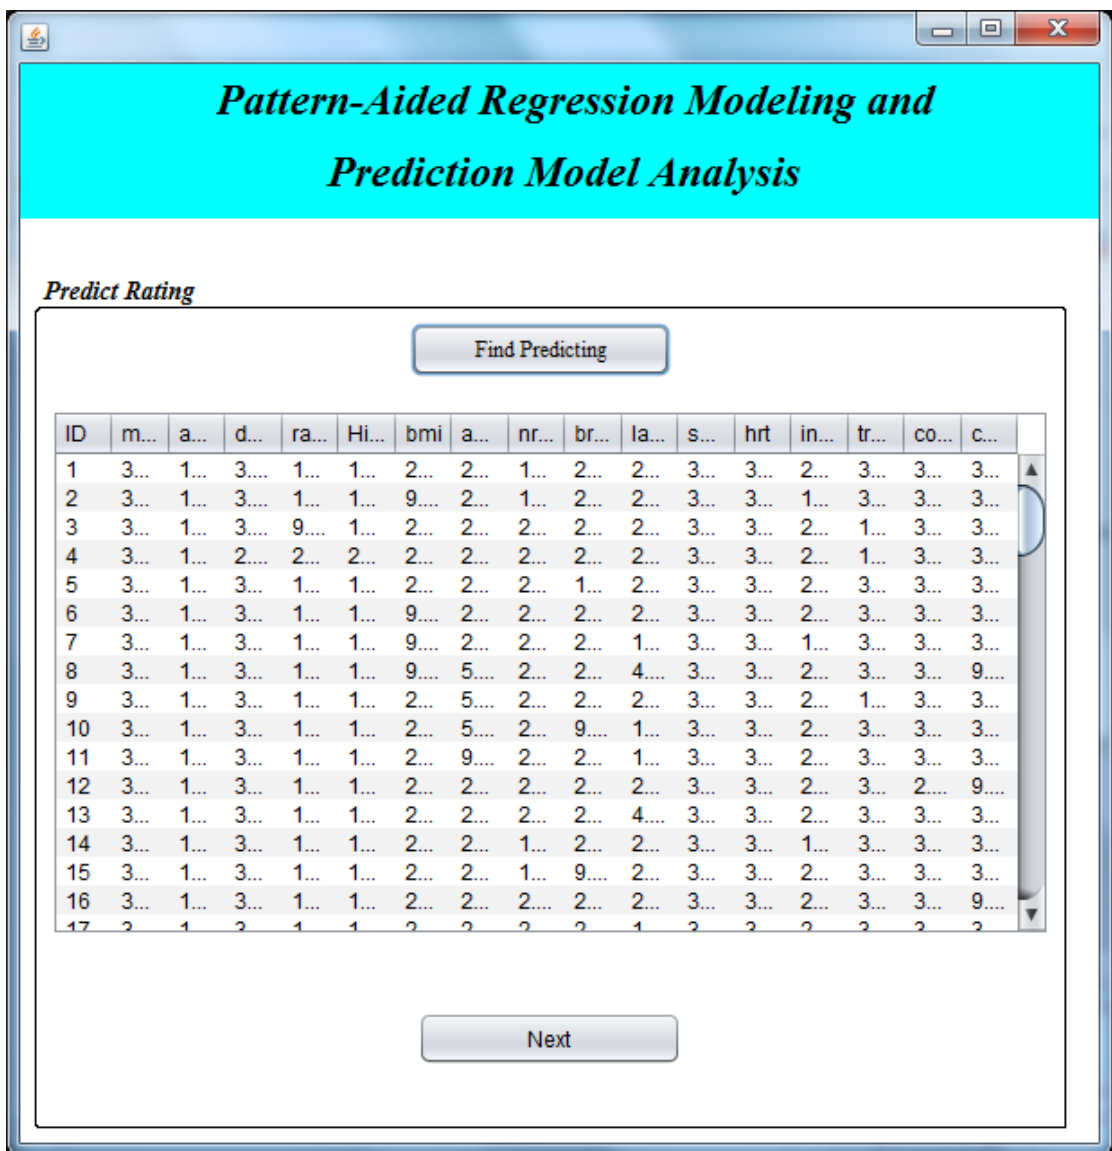 Pattern-Aided Regression Modeling and
Prediction Model Analysis
Predict Rating
Find Predicting
ID m... a... d... ra... Hi... bmi a... nr... br... la... s... hrt in... tr... co... c...
1 3... 1... 3.... 1... 1... 2... 2... 1... 2... 2... 3... 3... 2... 3... 3... 3...
2 3... 1... 3.... 1... 1... 9.... 2... 1... 2... 2... 3... 3... 1... 3... 3... 3...
3 3... 1... 3... 9.... 1... 2... 2... 2... 2... 2... 3... 3... 2... 1... 3... 3...
4 3... 1... 2.... 2... 2... 2... 2... 2... 2... 2... 3... 3... 2... 1... 3... 3...
5 3... 1... 3... 1... 1... 2... 2... 2... 1... 2... 3... 3... 2... 3... 3... 3...
6 3... 1... 3... 1... 1... 9.... 2... 2... 2... 2... 3... 3... 2... 3... 3... 3...
7 3... 1... 3... 1... 1... 9.... 2... 2... 2... 1... 3... 3... 1... 3... 3... 3...
8 3... 1... 3... 1... 1... 9.... 5.... 2... 2... 4.... 3... 3... 2... 3... 3... 9....
9 3... 1... 3... 1... 1... 2... 5.... 2... 2... 2... 3... 3... 2... 1... 3... 3...
10 3... 1... 3... 1... 1... 2... 5.... 2... 9.... 1... 3... 3... 2... 3... 3... 3...
11 3... 1... 3... 1... 1... 2... 9.... 2... 2... 1... 3... 3... 2... 3... 3... 3...
12 3... 1... 3... 1... 1... 2... 2... 2... 2... 2... 3... 3... 2... 3... 2.... 9....
13 3... 1... 3... 1... 1... 2... 2... 2... 2... 4.... 3... 3... 2... 3... 3... 3...
14 3... 1... 3... 1... 1... 2... 2... 1... 2... 2... 3... 3... 1... 3... 3... 3...
15 3... 1... 3... 1... 1... 2... 2... 1... 9.... 2... 3... 3... 2... 3... 3... 3...
16 3... 1... 3... 1... 1... 2... 2... 2.... 2... 2... 3... 3... 2... 3... 3... 9....
Next